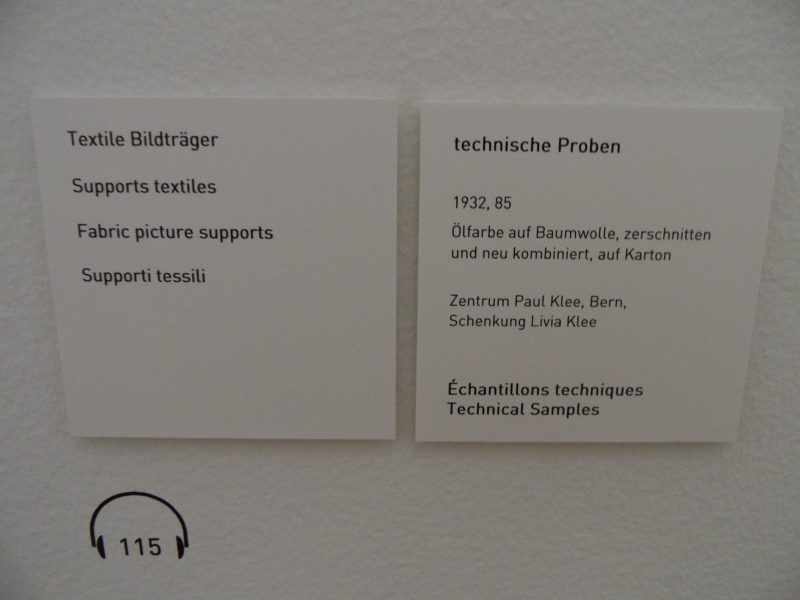 Textile Bildträger
Supports textiles
Fabric picture supports
Supporti tessili
technische Proben
1932, 85
Ölfarbe auf Baumwolle, zerschnitten
und neu kombiniert, auf Karton
Zentrum Paul Klee, Bern,
Schenkung Livia Klee
Échantillons techniques
Technical Samples
115